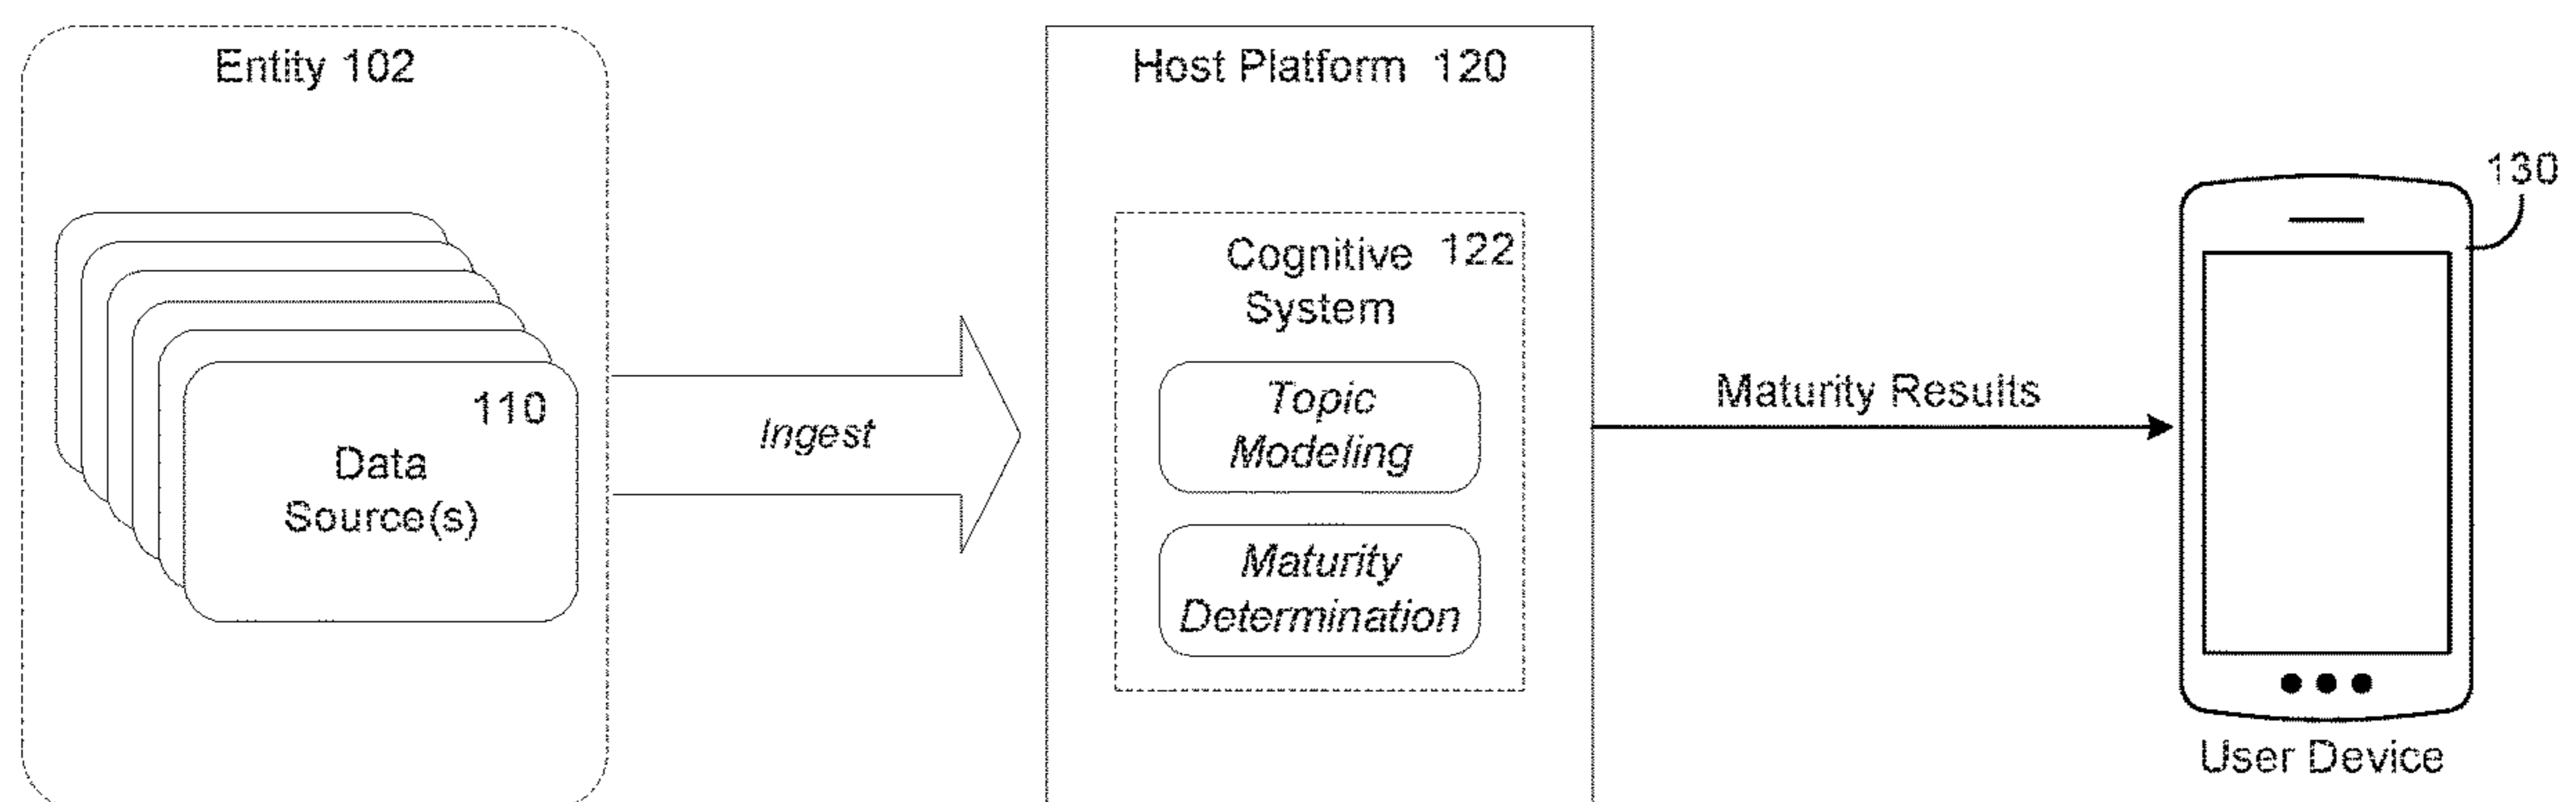 Entity 102
110
Data
Source(s)
Ingest
Host Platform 120
Cognitive 122
System
Topic
Modeling
Maturity
Determination
Maturity Results
130
User Device